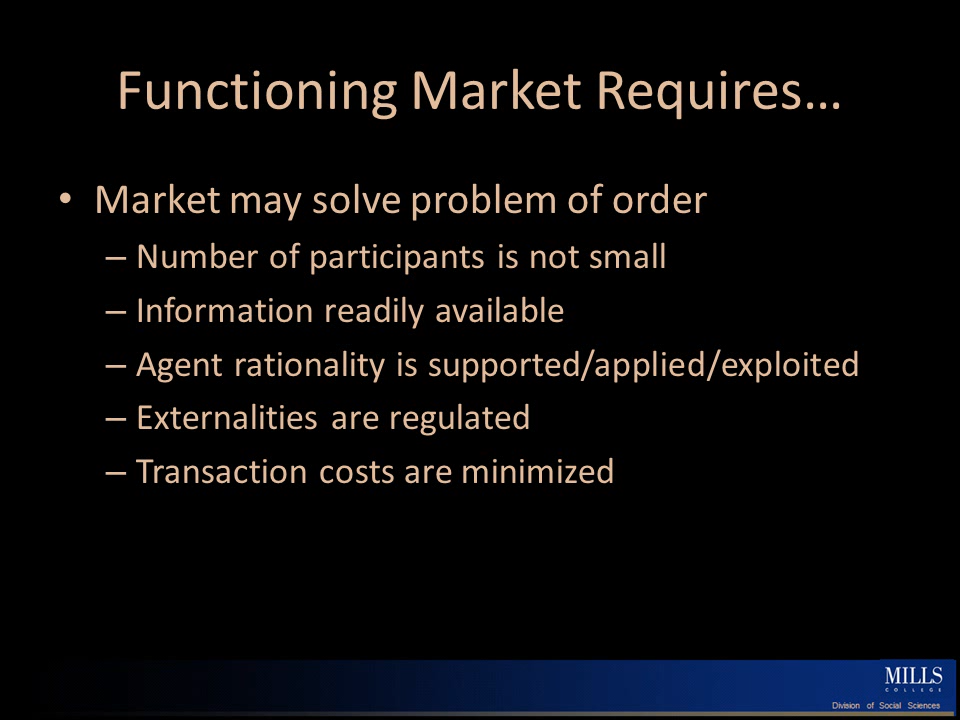 Functioning Market Requires…
• Market may solve problem of order
– Number of participants is not small
– Information readily available
– Agent rationality is supported/applied/exploited
– Externalities are regulated
– Transaction costs are minimized
MILLS
COLLEGE
Division of Social Sciences